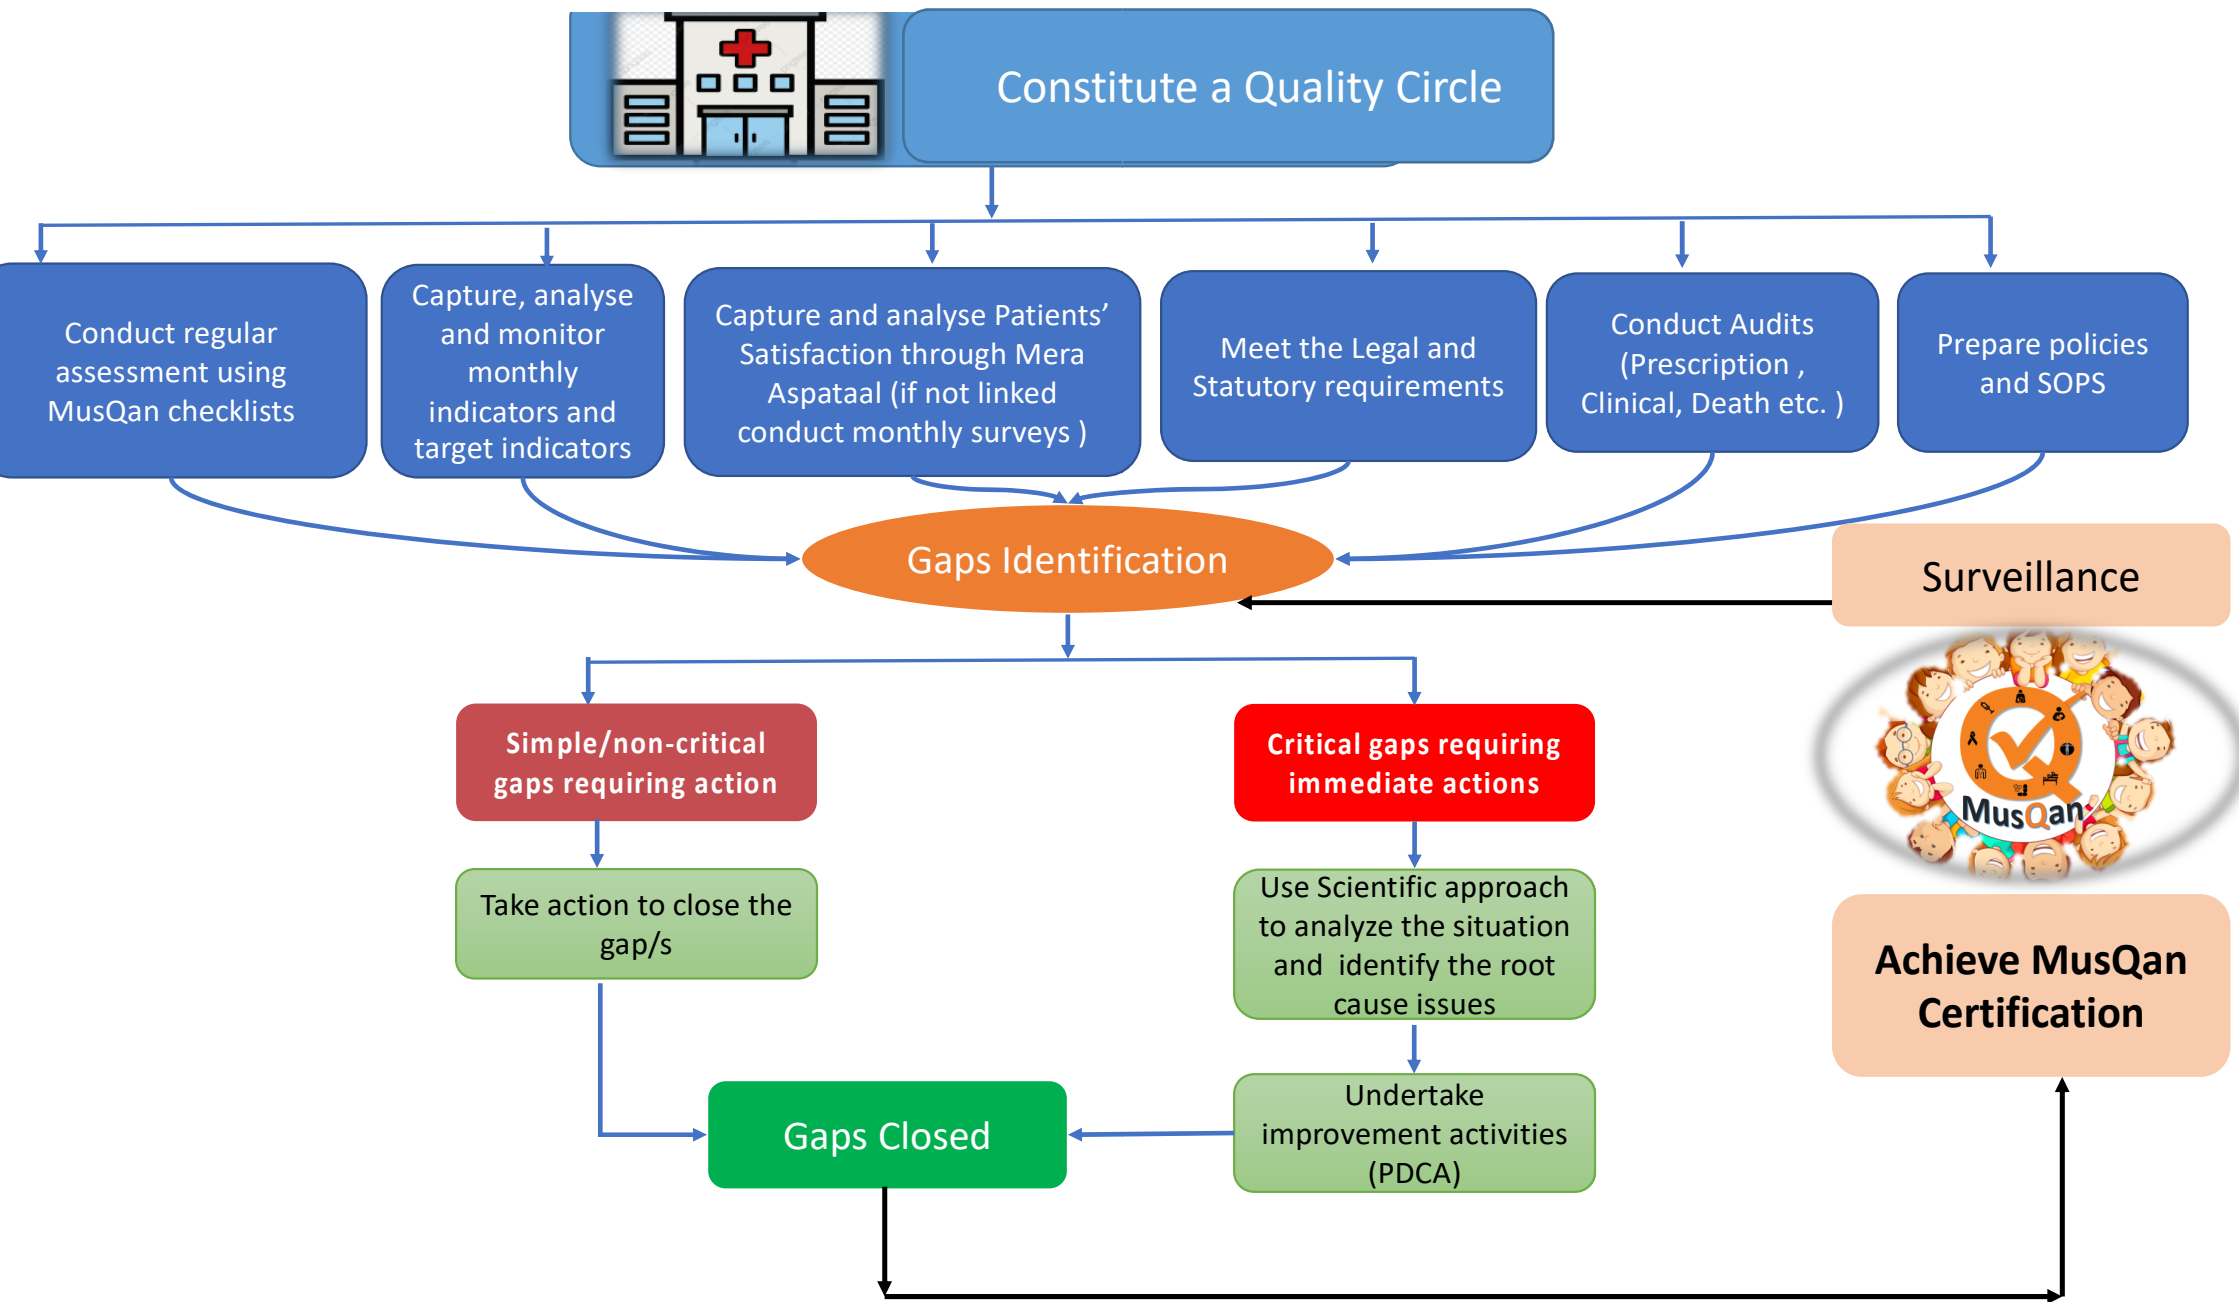 Constitute a Quality Circle
Conduct regular
assessment using
MusQan checklists
Capture, analyse
and monitor
monthly
indicators and
target indicators
Capture and analyse Patients’
Satisfaction through Mera
Aspataal (if not linked
conduct monthly surveys )
Meet the Legal and
Statutory requirements
Conduct Audits
(Prescription ,
Clinical, Death etc. )
Prepare policies
and SOPS
Gaps Identification
Surveillance
Simple/non-critical
gaps requiring action
Critical gaps requiring
immediate actions
MusQan
Take action to close the
gap/s
Use Scientific approach
to analyze the situation
and  identify the root
cause issues
Achieve MusQan
Certification
Gaps Closed
Undertake
improvement activities
(PDCA)